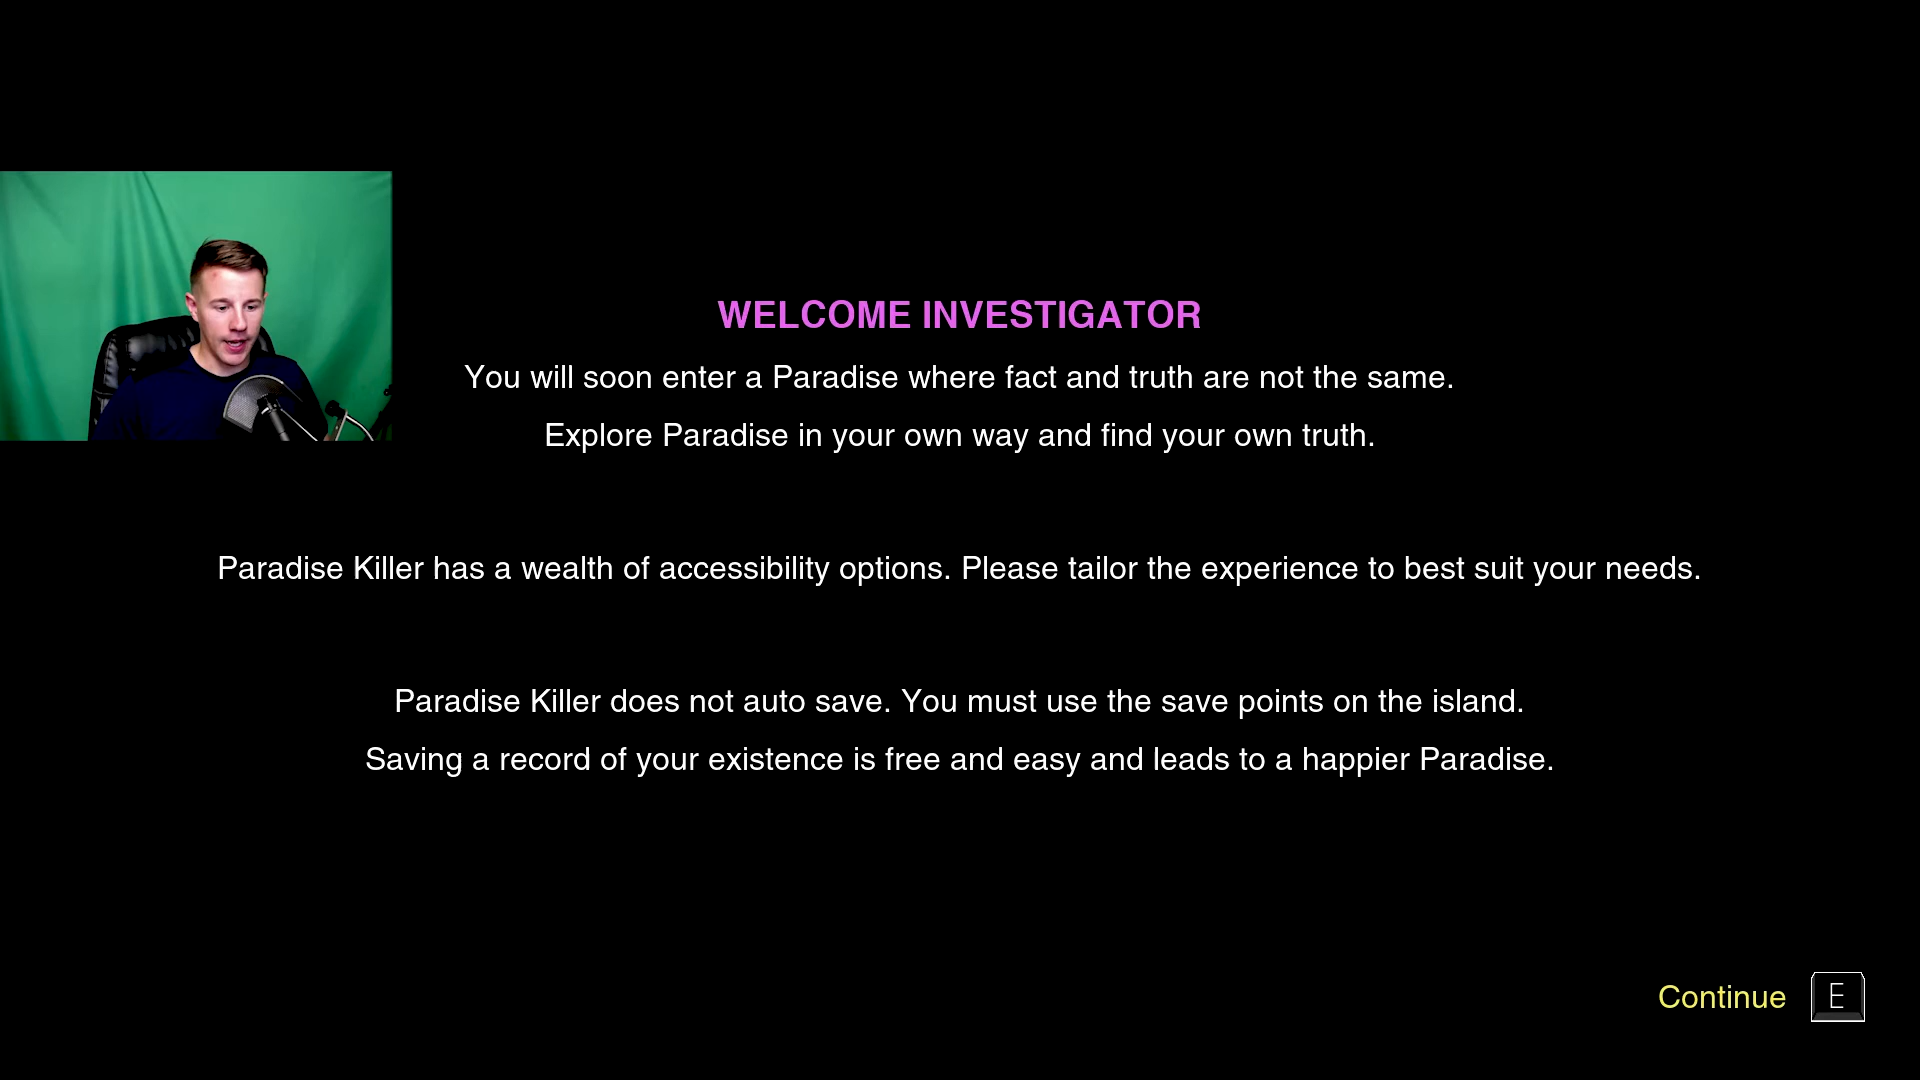 WELCOME INVESTIGATOR
You will soon enter a Paradise where fact and truth are not the same.
Explore Paradise in your own way and find your own truth.
Paradise Killer has a wealth of accessibility options. Please tailor the experience to best suit your needs.
Paradise Killer does not auto save. You must use the save points on the island.
Saving a record of your existence is free and easy and leads to a happier Paradise.
Continue E